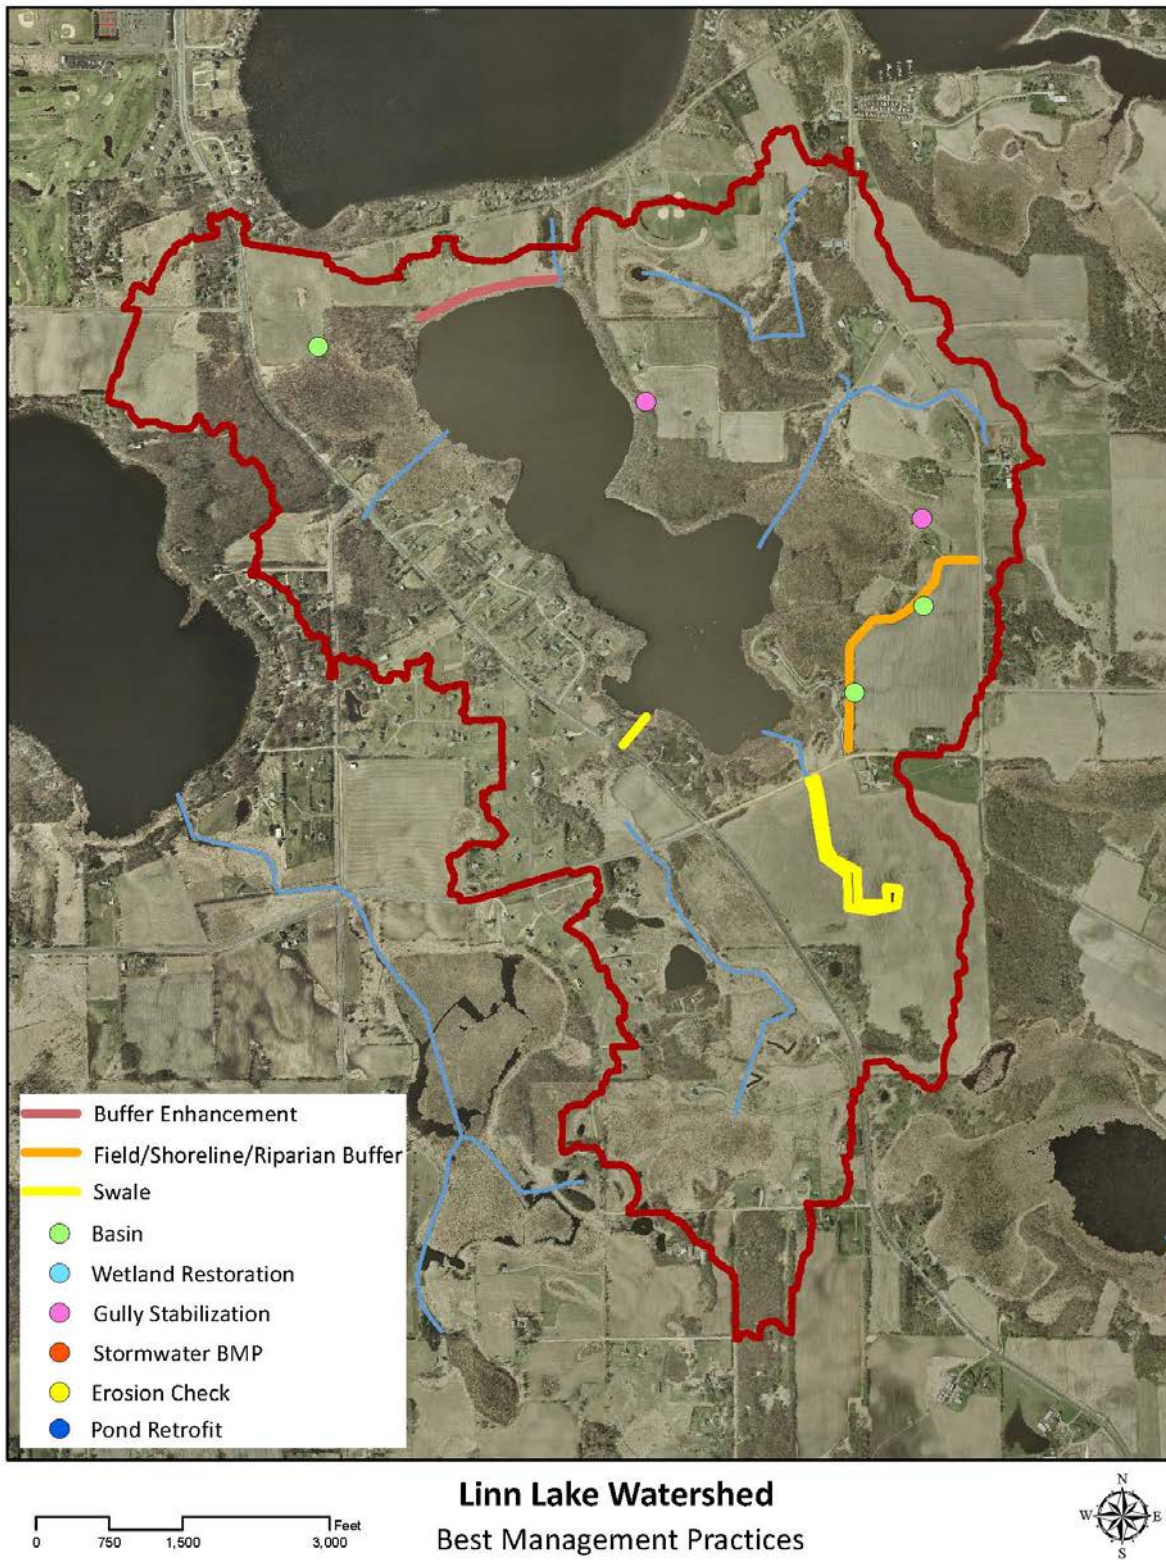 Buffer Enhancement
Field/Shoreline/Riparian Buffer
Swale
Basin
Wetland Restoration
Gully Stabilization
Stormwater BMP
Erosion Check
Pond Retrofit
Linn Lake Watershed
Best Management Practices
Feet
0 750 1,500 3,000
N
W E
S